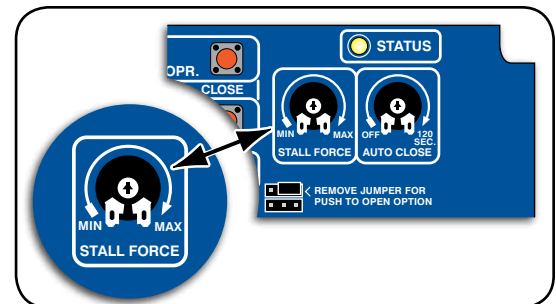 STATUS
OPR.
CLOSE
MIN MAX
STALL FORCE
OFF 120
SEC.
AUTO CLOSE
REMOVE JUMPER FOR
PUSH TO OPEN OPTION
MIN MAX
STALL FORCE